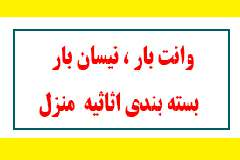 وانت بار ، نیسان بار
بسته بندی اثاثیه منزل